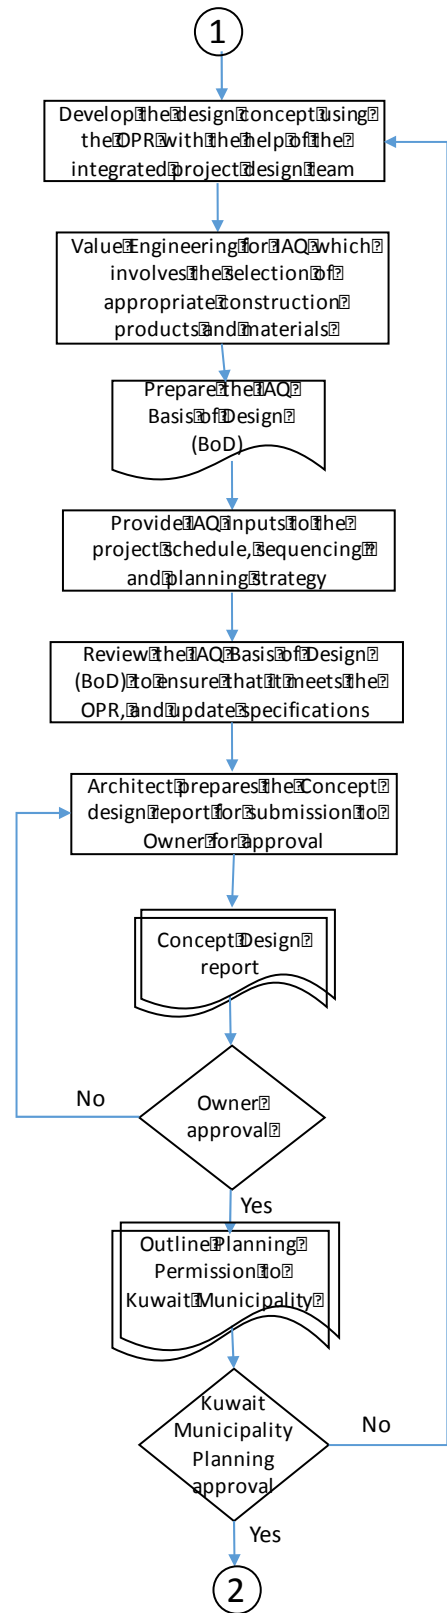 1
Develop the design concept using
the OPR with the help of the
integrated project design team
Value Engineering for IAQ which
involves the selection of
appropriate construction
products and materials
Prepare the IAQ
Basis of Design
(BoD)
Provide IAQ inputs to the
project schedule, sequencing
and planning strategy
Review the IAQ Basis of Design
(BoD) to ensure that it meets the
OPR, and update specifications
Architect prepares the Concept
design report for submission to
Owner for approval
Concept Design
report
No
Owner
approval
Yes
Outline Planning
Permission to
Kuwait Municipality
Kuwait
Municipality
Planning
approval
No
Yes
2